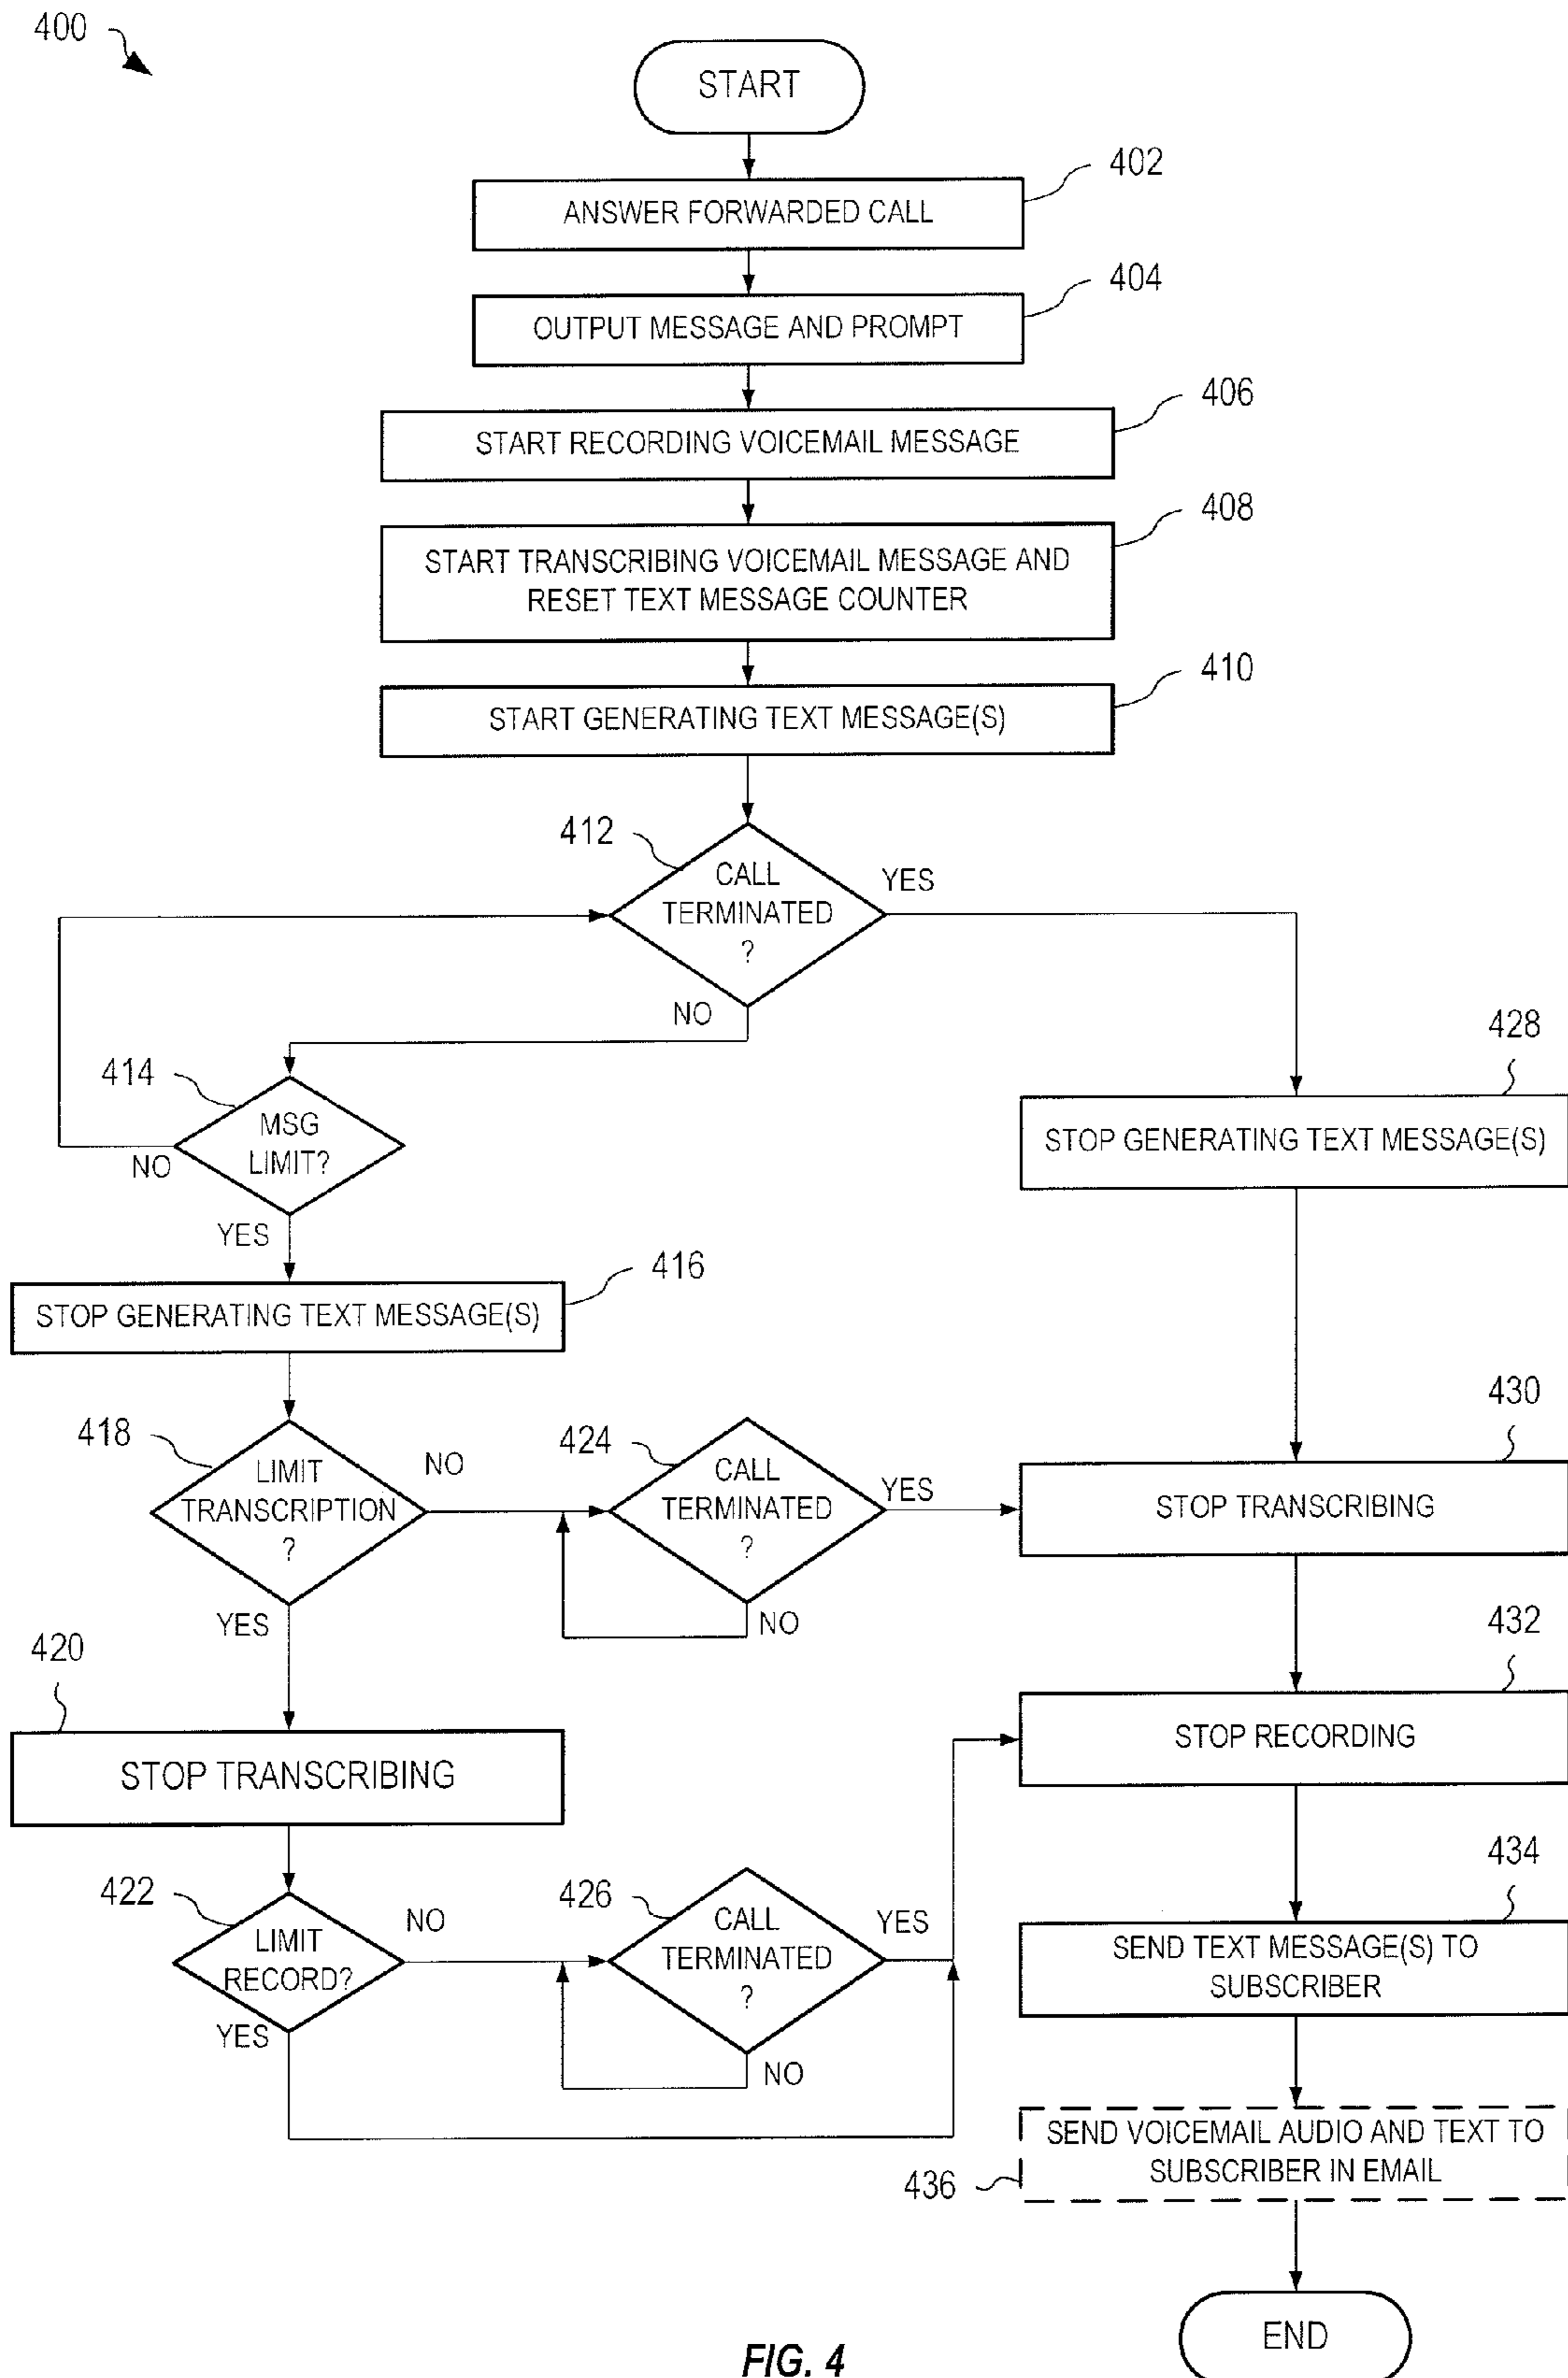 400
START
402
ANSWER FORWARDED CALL
404
OUTPUT MESSAGE AND PROMPT
406
START RECORDING VOICEMAIL MESSAGE
408
START TRANSCRIBING VOICEMAIL MESSAGE AND
RESET TEXT MESSAGE COUNTER
410
START GENERATING TEXT MESSAGE(S)
412
CALL
TERMINATED
?
YES
NO
414
MSG
LIMIT?
NO
YES
428
STOP GENERATING TEXT MESSAGE(S)
416
STOP GENERATING TEXT MESSAGE(S)
418
LIMIT
TRANSCRIPTION
?
NO
YES
424
CALL
TERMINATED
?
YES
NO
430
STOP TRANSCRIBING
420
STOP TRANSCRIBING
432
STOP RECORDING
422
LIMIT
RECORD?
NO
YES
426
CALL
TERMINATED
?
YES
NO
434
SEND TEXT MESSAGE(S) TO
SUBSCRIBER
436
SEND VOICEMAIL AUDIO AND TEXT TO
SUBSCRIBER IN EMAIL
END
FIG. 4